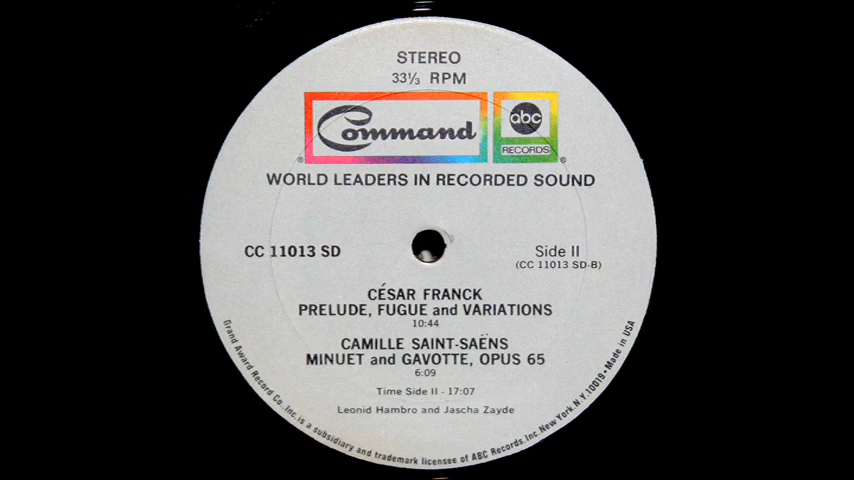 STEREO
33⅓ RPM
Command
abc
RECORDS
®
®
WORLD LEADERS IN RECORDED SOUND
CC 11013 SD
Side II
(CC 11013 SD-B)
CÉSAR FRANCK
PRELUDE, FUGUE and VARIATIONS
10:44
CAMILLE SAINT-SAËNS
MINUET and GAVOTTE, OPUS 65
6:09
Time Side II - 17:07
Leonid Hambro and Jascha Zayde
Grand Award Record Co., Inc. is a subsidiary and trademark licensee of ABC Records, Inc. New York, N.Y. 10019 • Made in USA